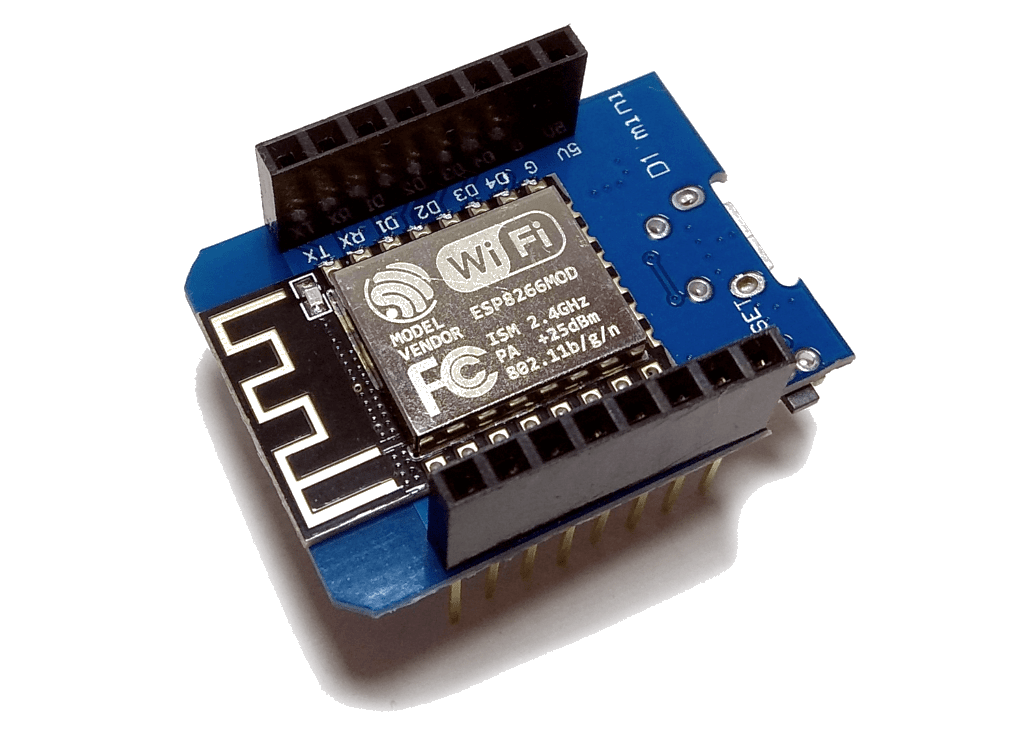 D1 mini
5V
G
D4
D3
D2
D1
RX
TX
WiFi
ESP8266MOD
MODEL
VENDOR
ISM 2.4GHz
PA +25dBm
802.11b/g/n
FC
SET